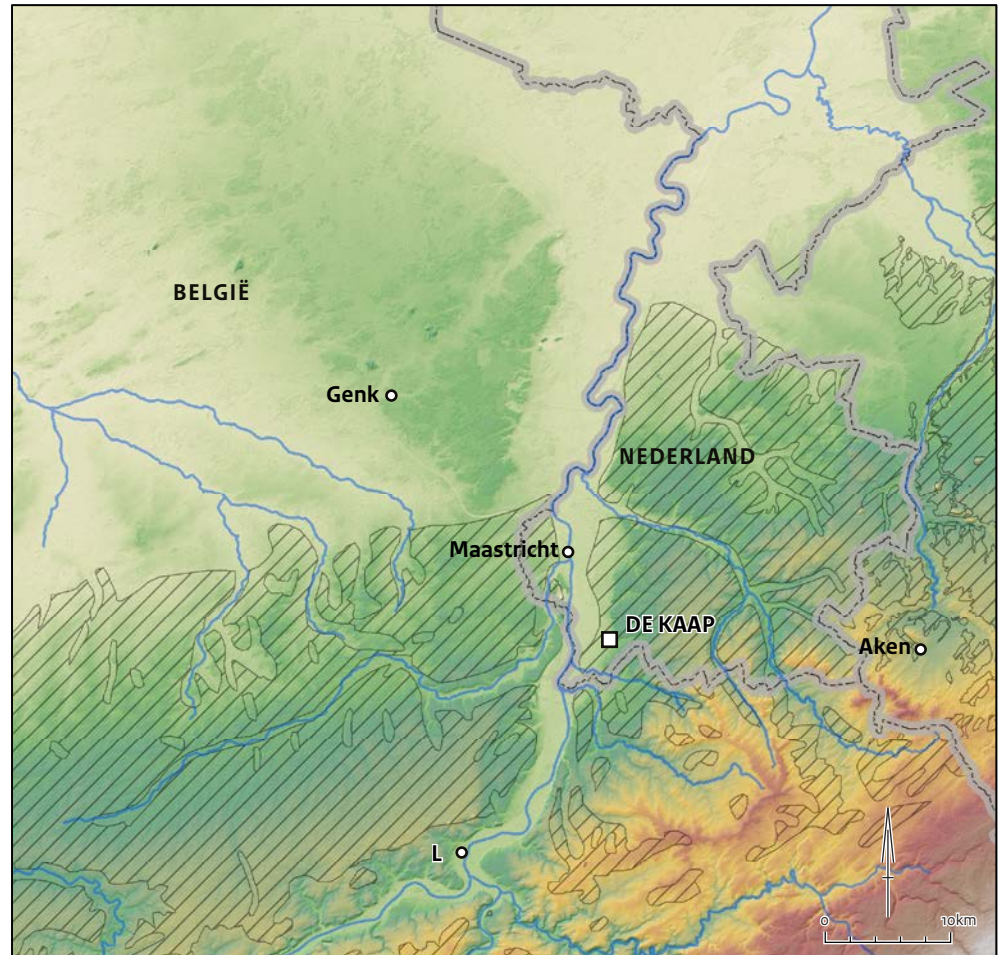 BELGIË
Genk
NEDERLAND
Maastricht
DE KAAP
Aken
L
0 10km